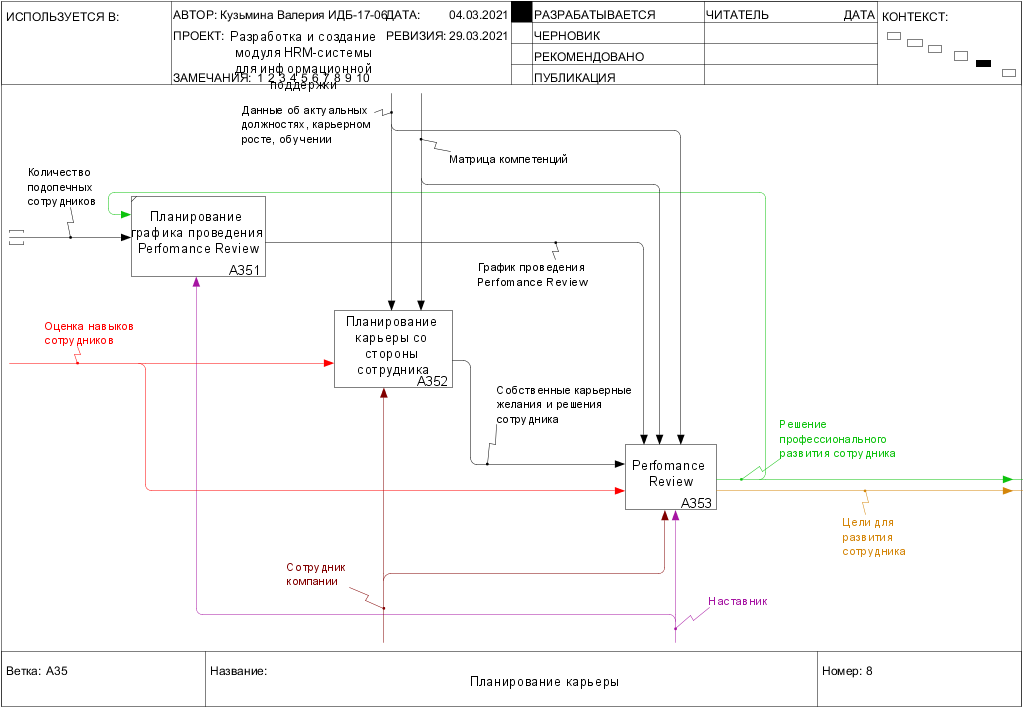 ИСПОЛЬЗУЕТСЯ В:
АВТОР: Кузьмина Валерия ИДБ-17-06
ДАТА: 04.03.2021
ПРОЕКТ: Разработка и создание
модуля HRM-системы
для информационной
поддержки
РЕВИЗИЯ: 29.03.2021
ЗАМЕЧАНИЯ: 1 2 3 4 5 6 7 8 9 10
РАЗРАБАТЫВАЕТСЯ
ЧЕРНОВИК
РЕКОМЕНДОВАНО
ПУБЛИКАЦИЯ
ЧИТАТЕЛЬ
ДАТА
КОНТЕКСТ:
Данные об актуальных
должностях, карьерном
росте, обучении
Матрица компетенций
Количество
подопечных
сотрудников
Планирование
графика проведения
Perfomance Review
A351
График проведения
Perfomance Review
Оценка навыков
сотрудников
Планирование
карьеры со
стороны
сотрудника
A352
Собственные карьерные
желания и решения
сотрудника
Решение
профессионального
развития сотрудника
Perfomance
Review
A353
Цели для
развития
сотрудника
Сотрудник
компании
Наставник
Ветка: A35
Название:
Планирование карьеры
Номер: 8